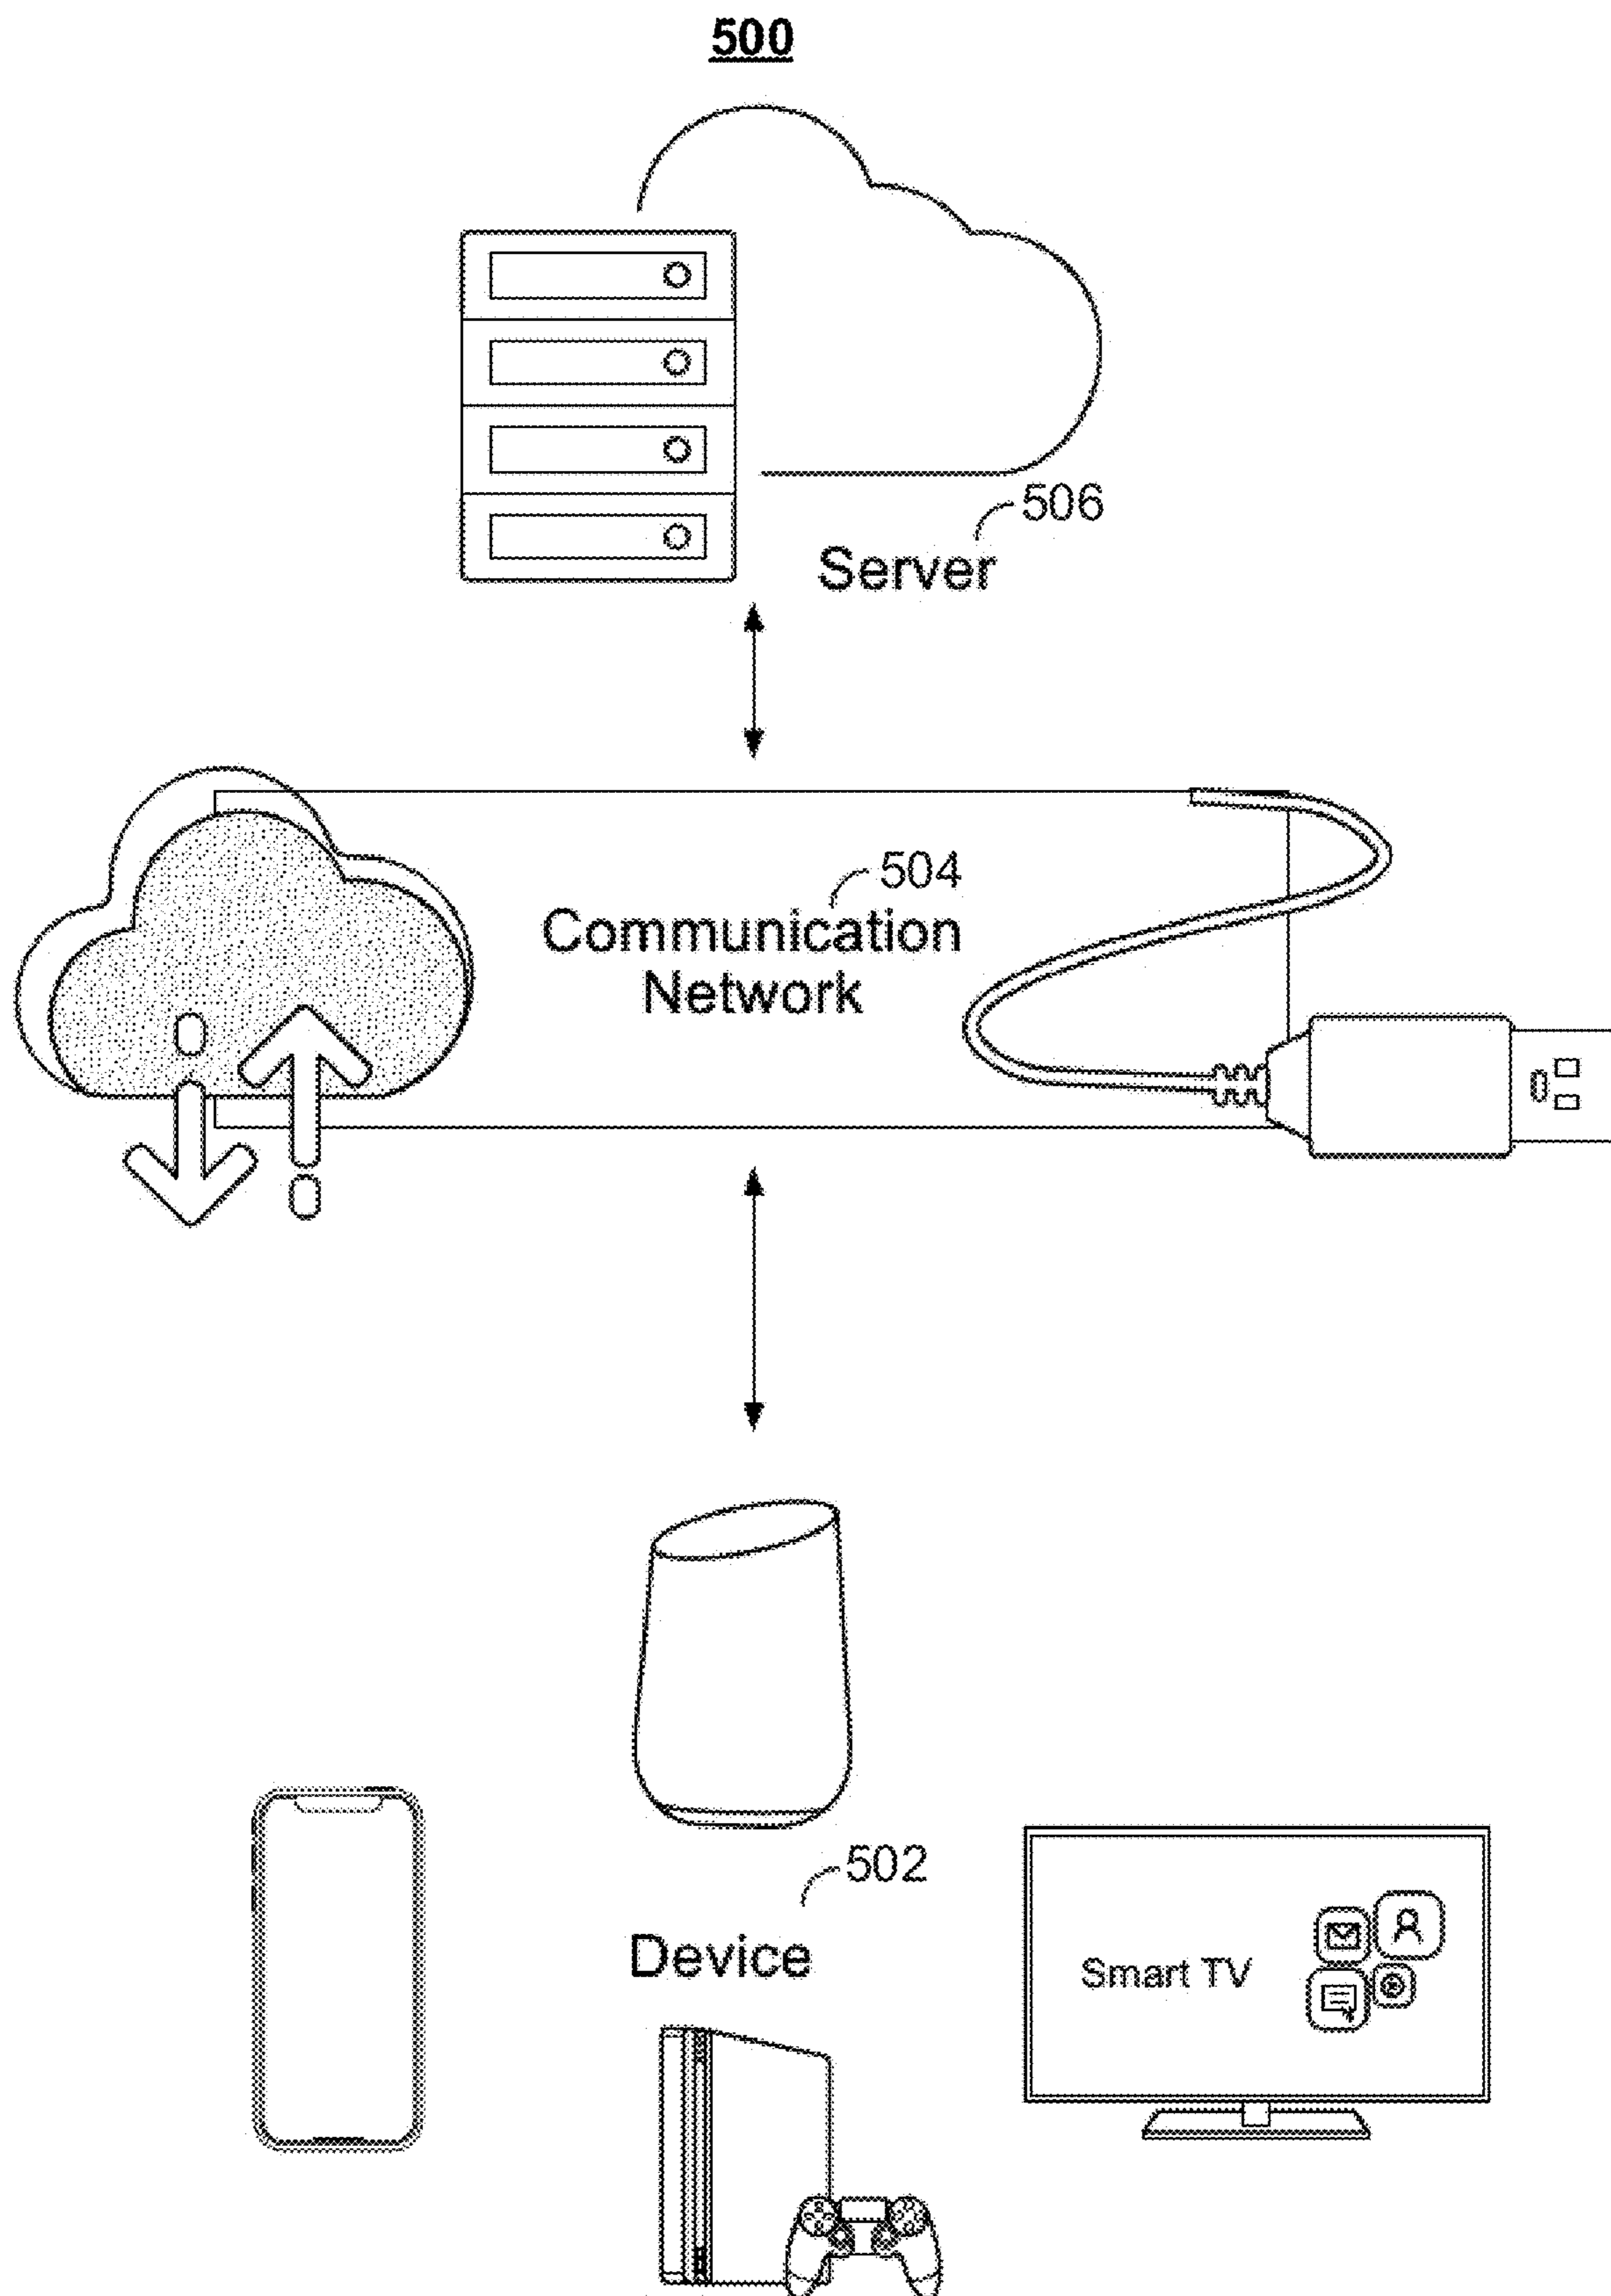 500
506
Server
504
Communication
Network
502
Device
Smart TV